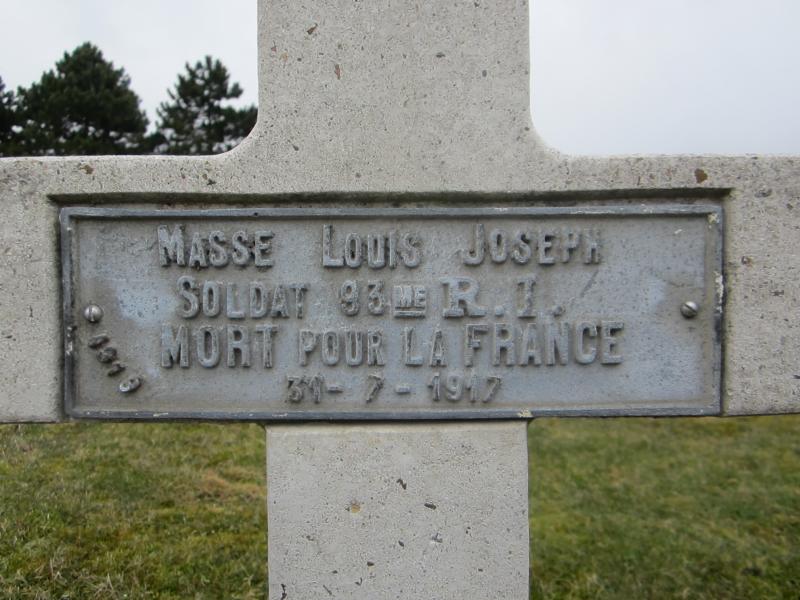 MASSE LOUIS JOSEPH
SOLDAT 93ME R.I.
MORT POUR LA FRANCE
31-7-1917